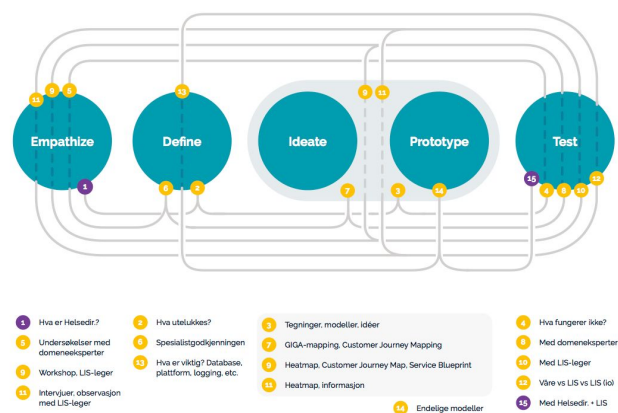 13
9
5
11
9
11
Empathize
Define
Ideate
Prototype
Test
1
6
2
7
3
14
15
4
8
10
12
1 Hva er Helsedir.?
5 Undersøkelser med
domeneeksperter
9 Workshop, LIS-leger
11 Intervjuer, observasjon
med LIS-leger
2 Hva utelukkes?
6 Spesialistgodkjenningen
13 Hva er viktig? Database,
plattform, logging, etc.
3 Tegninger, modeller, idéer
7 GIGA-mapping, Customer Journey Mapping
9 Heatmap, Customer Journey Map, Service Blueprint
11 Heatmap, informasjon
14 Endelige modeller
4 Hva fungerer ikke?
8 Med domeneksperter
10 Med LIS-leger
12 Våre vs LIS vs LIS (10)
15 Med Helsedir. + LIS